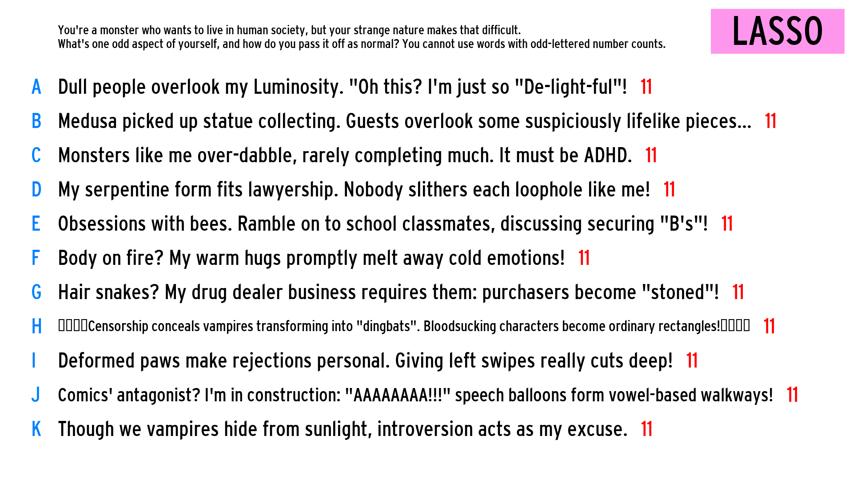 You're a monster who wants to live in human society, but your strange nature makes that difficult.
What's one odd aspect of yourself, and how do you pass it off as normal? You cannot use words with odd-lettered number counts.
LASSO
A Dull people overlook my Luminosity. "Oh this? I'm just so "De-light-ful"! 11
B Medusa picked up statue collecting. Guests overlook some suspiciously lifelike pieces... 11
C Monsters like me over-dabble, rarely completing much. It must be ADHD. 11
D My serpentine form fits lawyership. Nobody slithers each loophole like me! 11
E Obsessions with bees. Ramble on to school classmates, discussing securing "B's"! 11
F Body on fire? My warm hugs promptly melt away cold emotions! 11
G Hair snakes? My drug dealer business requires them: purchasers become "stoned"! 11
H ▯▯▯▯Censorship conceals vampires transforming into "dingbats". Bloodsucking characters become ordinary rectangles!▯▯▯▯ 11
I Deformed paws make rejections personal. Giving left swipes really cuts deep! 11
J Comics' antagonist? I'm in construction: "AAAAAAAA!!!" speech balloons form vowel-based walkways! 11
K Though we vampires hide from sunlight, introversion acts as my excuse. 11